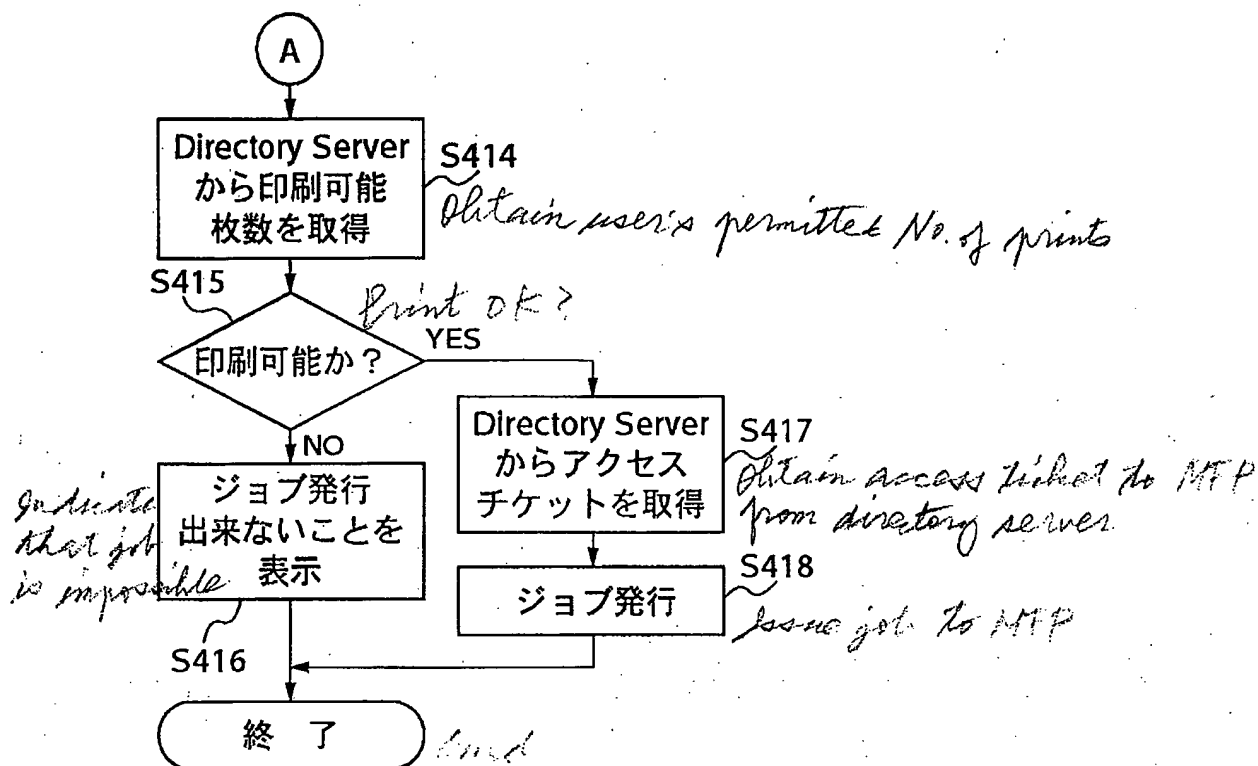 A
Directory Server
から印刷可能
枚数を取得
S414
Obtain user's permitted No. of prints
S415
Print OK?
YES
印刷可能か？
NO
Directory Server
からアクセス
チケットを取得
S417
Obtain access ticket to MFP
from directory server
ジョブ発行
出来ないことを
表示
Indicate
that job
is impossible
S416
ジョブ発行
S418
Issue job to MFP
終 了
End